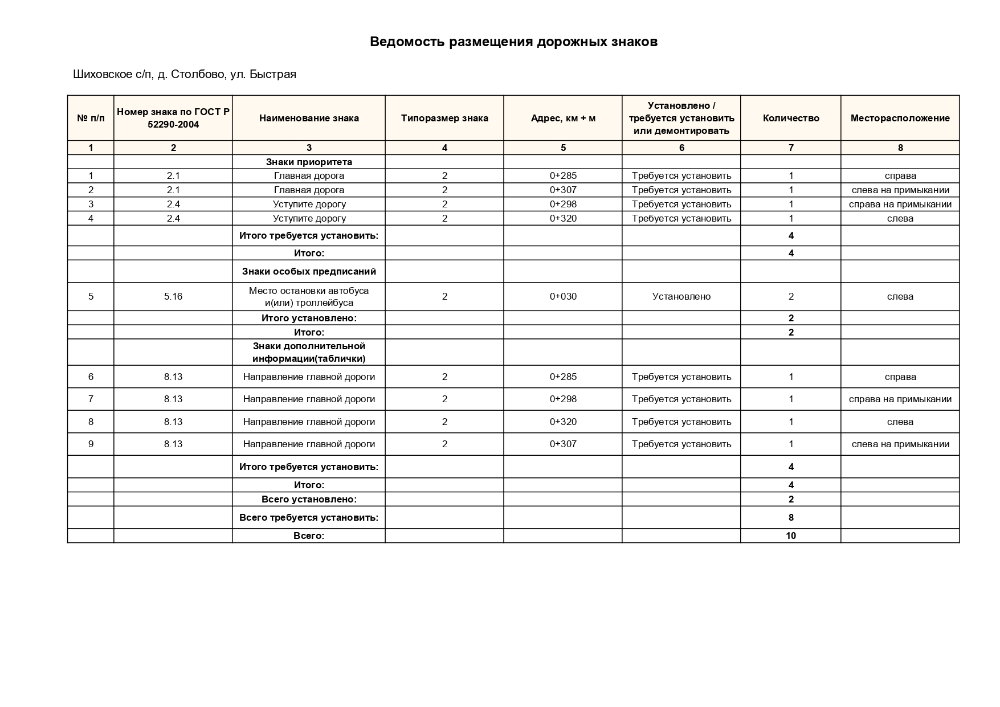 Ведомость размещения дорожных знаков
Шиховское с/п, д. Столбово, ул. Быстрая
№ п/п Номер знака по ГОСТ Р 52290-2004 Наименование знака Типоразмер знака Адрес, км + м Установлено / требуется установить или демонтировать Количество Месторасположение
1 2 3 4 5 6 7 8
Знаки приоритета
1 2.1 Главная дорога 2 0+285 Требуется установить 1 справа
2 2.1 Главная дорога 2 0+307 Требуется установить 1 слева на примыкании
3 2.4 Уступите дорогу 2 0+298 Требуется установить 1 справа на примыкании
4 2.4 Уступите дорогу 2 0+320 Требуется установить 1 слева
Итого требуется установить: 4
Итого: 4
Знаки особых предписаний
5 5.16 Место остановки автобуса и(или) троллейбуса 2 0+030 Установлено 2 слева
Итого установлено: 2
Итого: 2
Знаки дополнительной
информации(таблички)
6 8.13 Направление главной дороги 2 0+285 Требуется установить 1 справа
7 8.13 Направление главной дороги 2 0+298 Требуется установить 1 справа на примыкании
8 8.13 Направление главной дороги 2 0+320 Требуется установить 1 слева
9 8.13 Направление главной дороги 2 0+307 Требуется установить 1 слева на примыкании
Итого требуется установить: 4
Итого: 4
Всего установлено: 2
Всего требуется установить: 8
Всего: 10